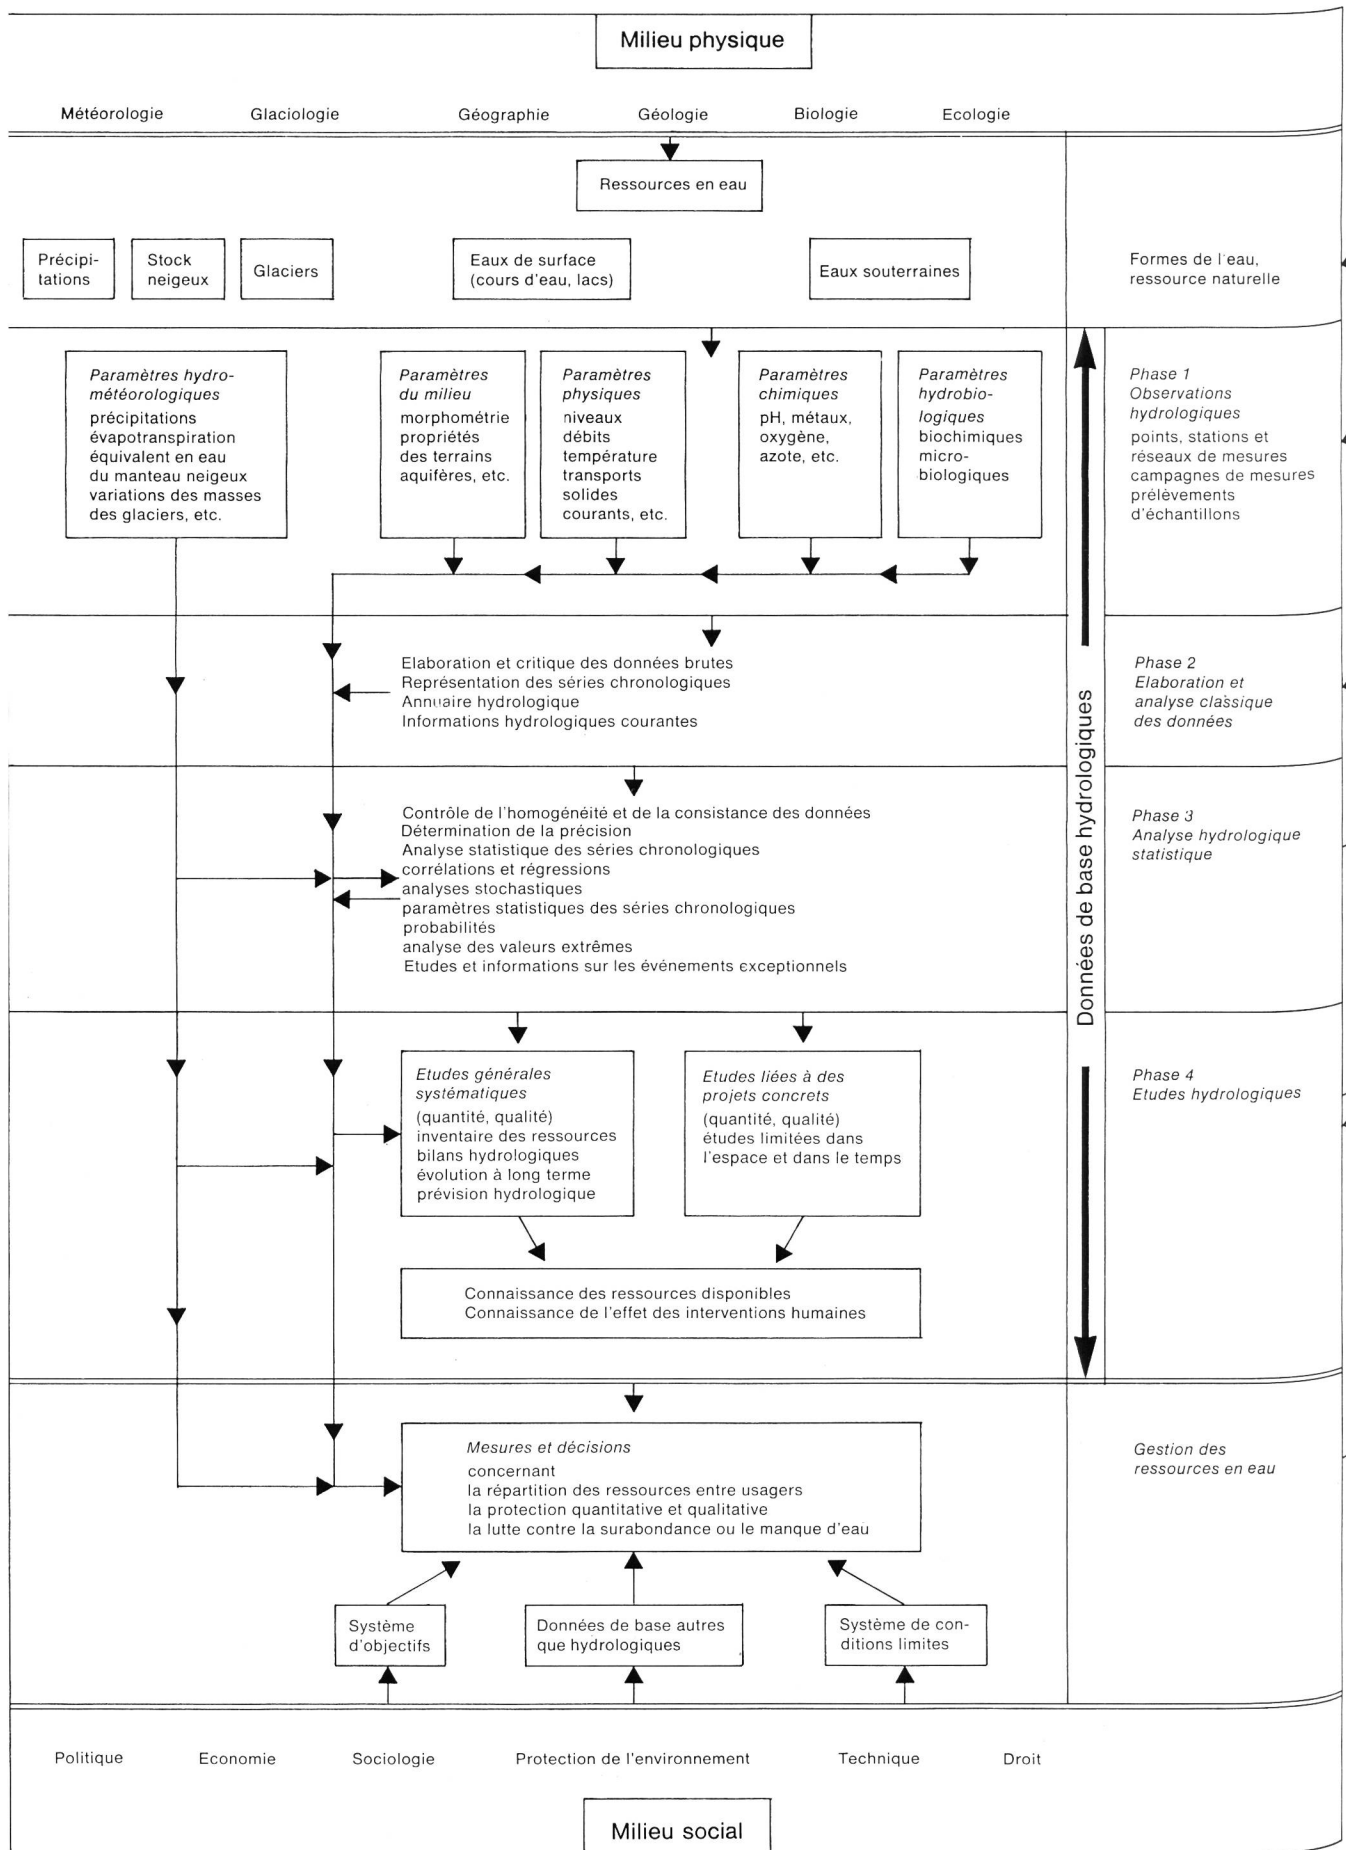 Milieu physique
Météorologie
Glaciologie
Géographie
Géologie
Biologie
Ecologie
Ressources en eau
Précipi-
tations
Stock
neigeux
Glaciers
Eaux de surface
(cours d'eau, lacs)
Eaux souterraines
Formes de l'eau,
ressource naturelle
Paramètres hydro-
météorologiques
précipitations
évapotranspiration
équivalent en eau
du manteau neigeux
variations des masses
des glaciers, etc.
Paramètres
du milieu
morphométrie
propriétés
des terrains
aquifères, etc.
Paramètres
physiques
niveaux
débits
température
transports
solides
courants, etc.
Paramètres
chimiques
pH, métaux,
oxygène,
azote, etc.
Paramètres
hydrobio-
logiques
biochimiques
micro-
biologiques
Phase 1
Observations
hydrologiques
points, stations et
réseaux de mesures
campagnes de mesures
prélèvements
d'échantillons
Données de base hydrologiques
Elaboration et critique des données brutes
Représentation des séries chronologiques
Annuaire hydrologique
Informations hydrologiques courantes
Phase 2
Elaboration et
analyse classique
des données
Contrôle de l'homogénéité et de la consistance des données
Détermination de la précision
Analyse statistique des séries chronologiques
corrélations et régressions
analyses stochastiques
paramètres statistiques des séries chronologiques
probabilités
analyse des valeurs extrêmes
Etudes et informations sur les événements exceptionnels
Phase 3
Analyse hydrologique
statistique
Etudes générales
systématiques
(quantité, qualité)
inventaire des ressources
bilans hydrologiques
évolution à long terme
prévision hydrologique
Etudes liées à des
projets concrets
(quantité, qualité)
études limitées dans
l'espace et dans le temps
Phase 4
Etudes hydrologiques
Connaissance des ressources disponibles
Connaissance de l'effet des interventions humaines
Mesures et décisions
concernant
la répartition des ressources entre usagers
la protection quantitative et qualitative
la lutte contre la surabondance ou le manque d'eau
Gestion des
ressources en eau
Système
d'objectifs
Données de base autres
que hydrologiques
Système de con-
ditions limites
Politique
Economie
Sociologie
Protection de l'environnement
Technique
Droit
Milieu social